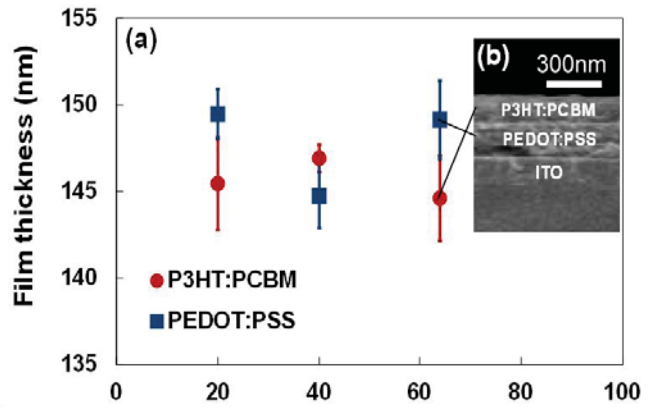 Film thickness (nm)
155
150
145
140
135
(a)
P3HT:PCBM
PEDOT:PSS
(b)
300nm
P3HT:PCBM
PEDOT:PSS
ITO
0
20
40
60
80
100